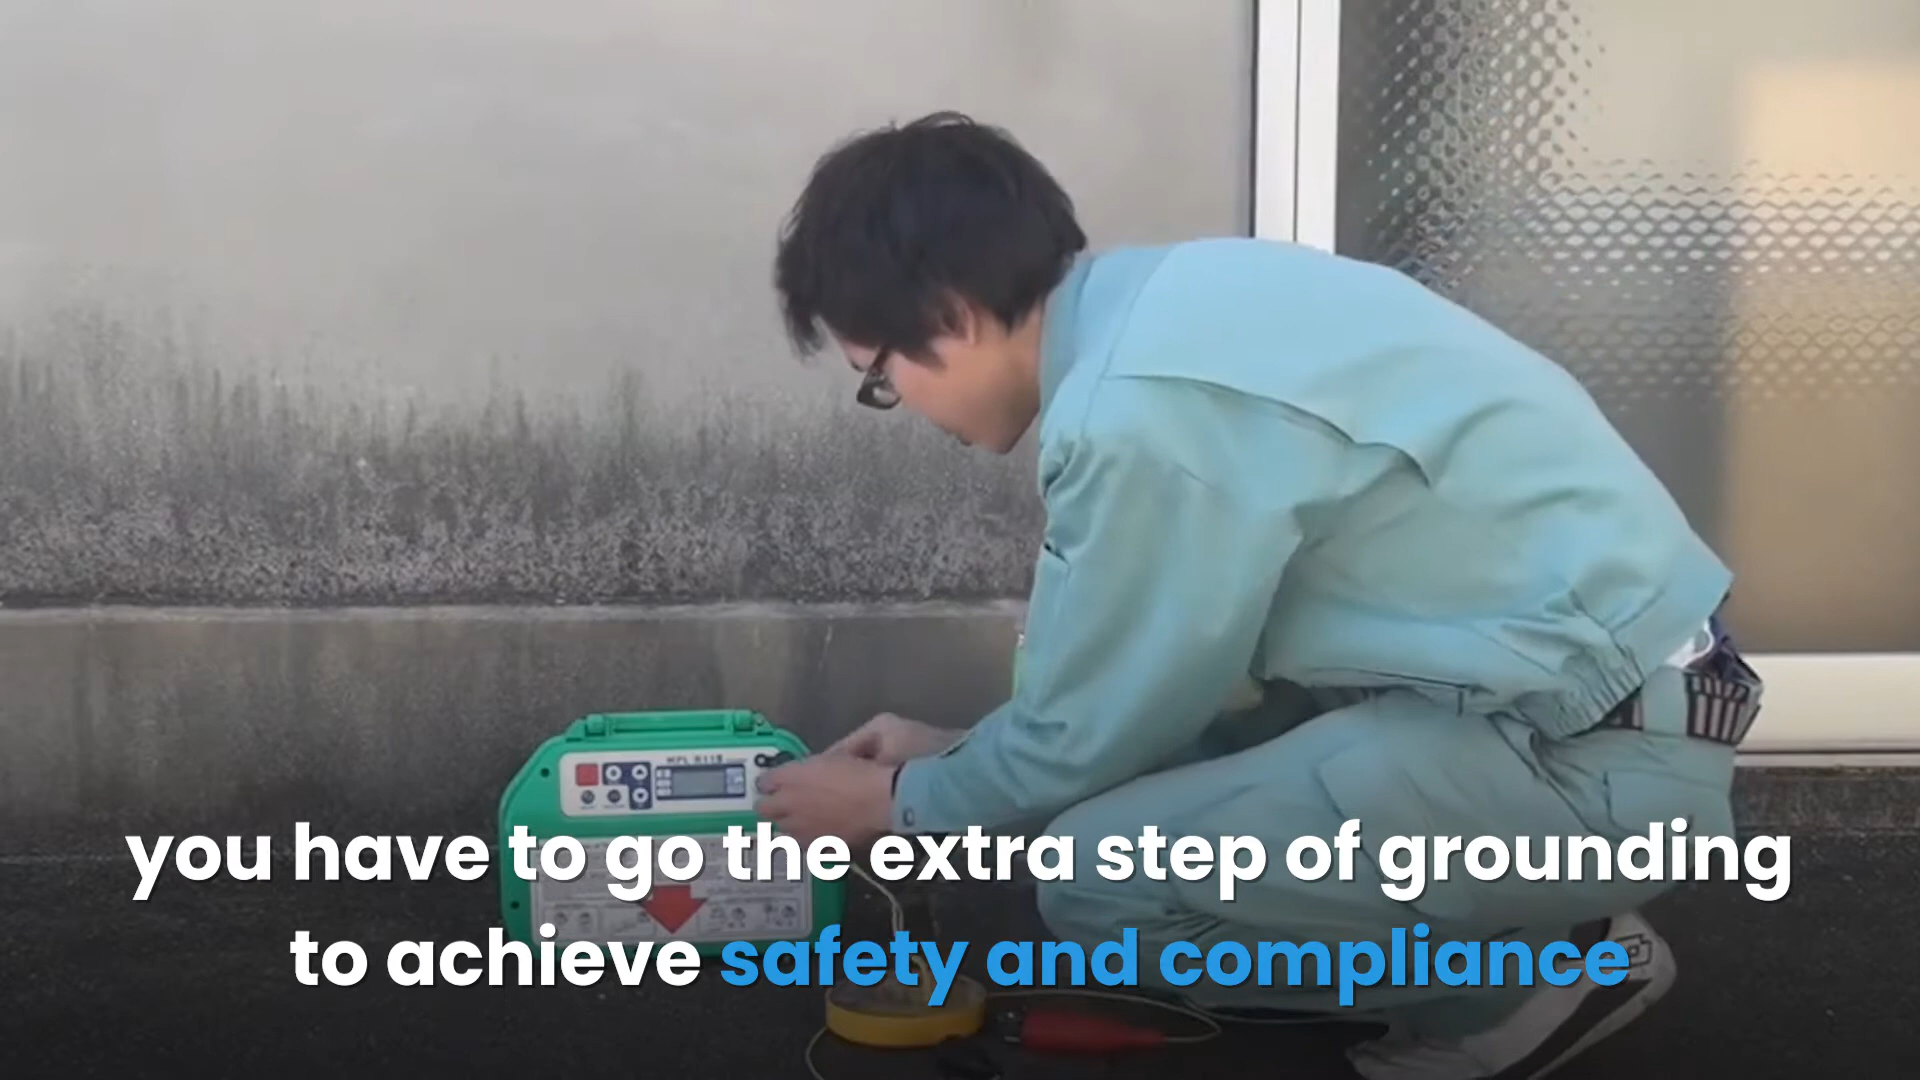 you have to go the extra step of grounding
to achieve safety and compliance